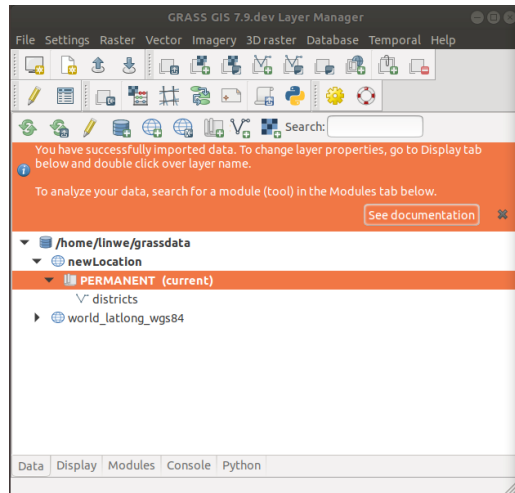 GRASS GIS 7.9.dev Layer Manager
File Settings Raster Vector Imagery 3D raster Database Temporal Help
Search:
You have successfully imported data. To change layer properties, go to Display tab
below and double click over layer name.
To analyze your data, search for a module (tool) in the Modules tab below.
See documentation
/home/linwe/grassdata
newLocation
PERMANENT (current)
districts
world_latlong_wgs84
Data Display Modules Console Python